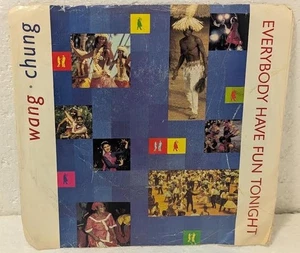 wang · chung
EVERYBODY HAVE FUN TONIGHT